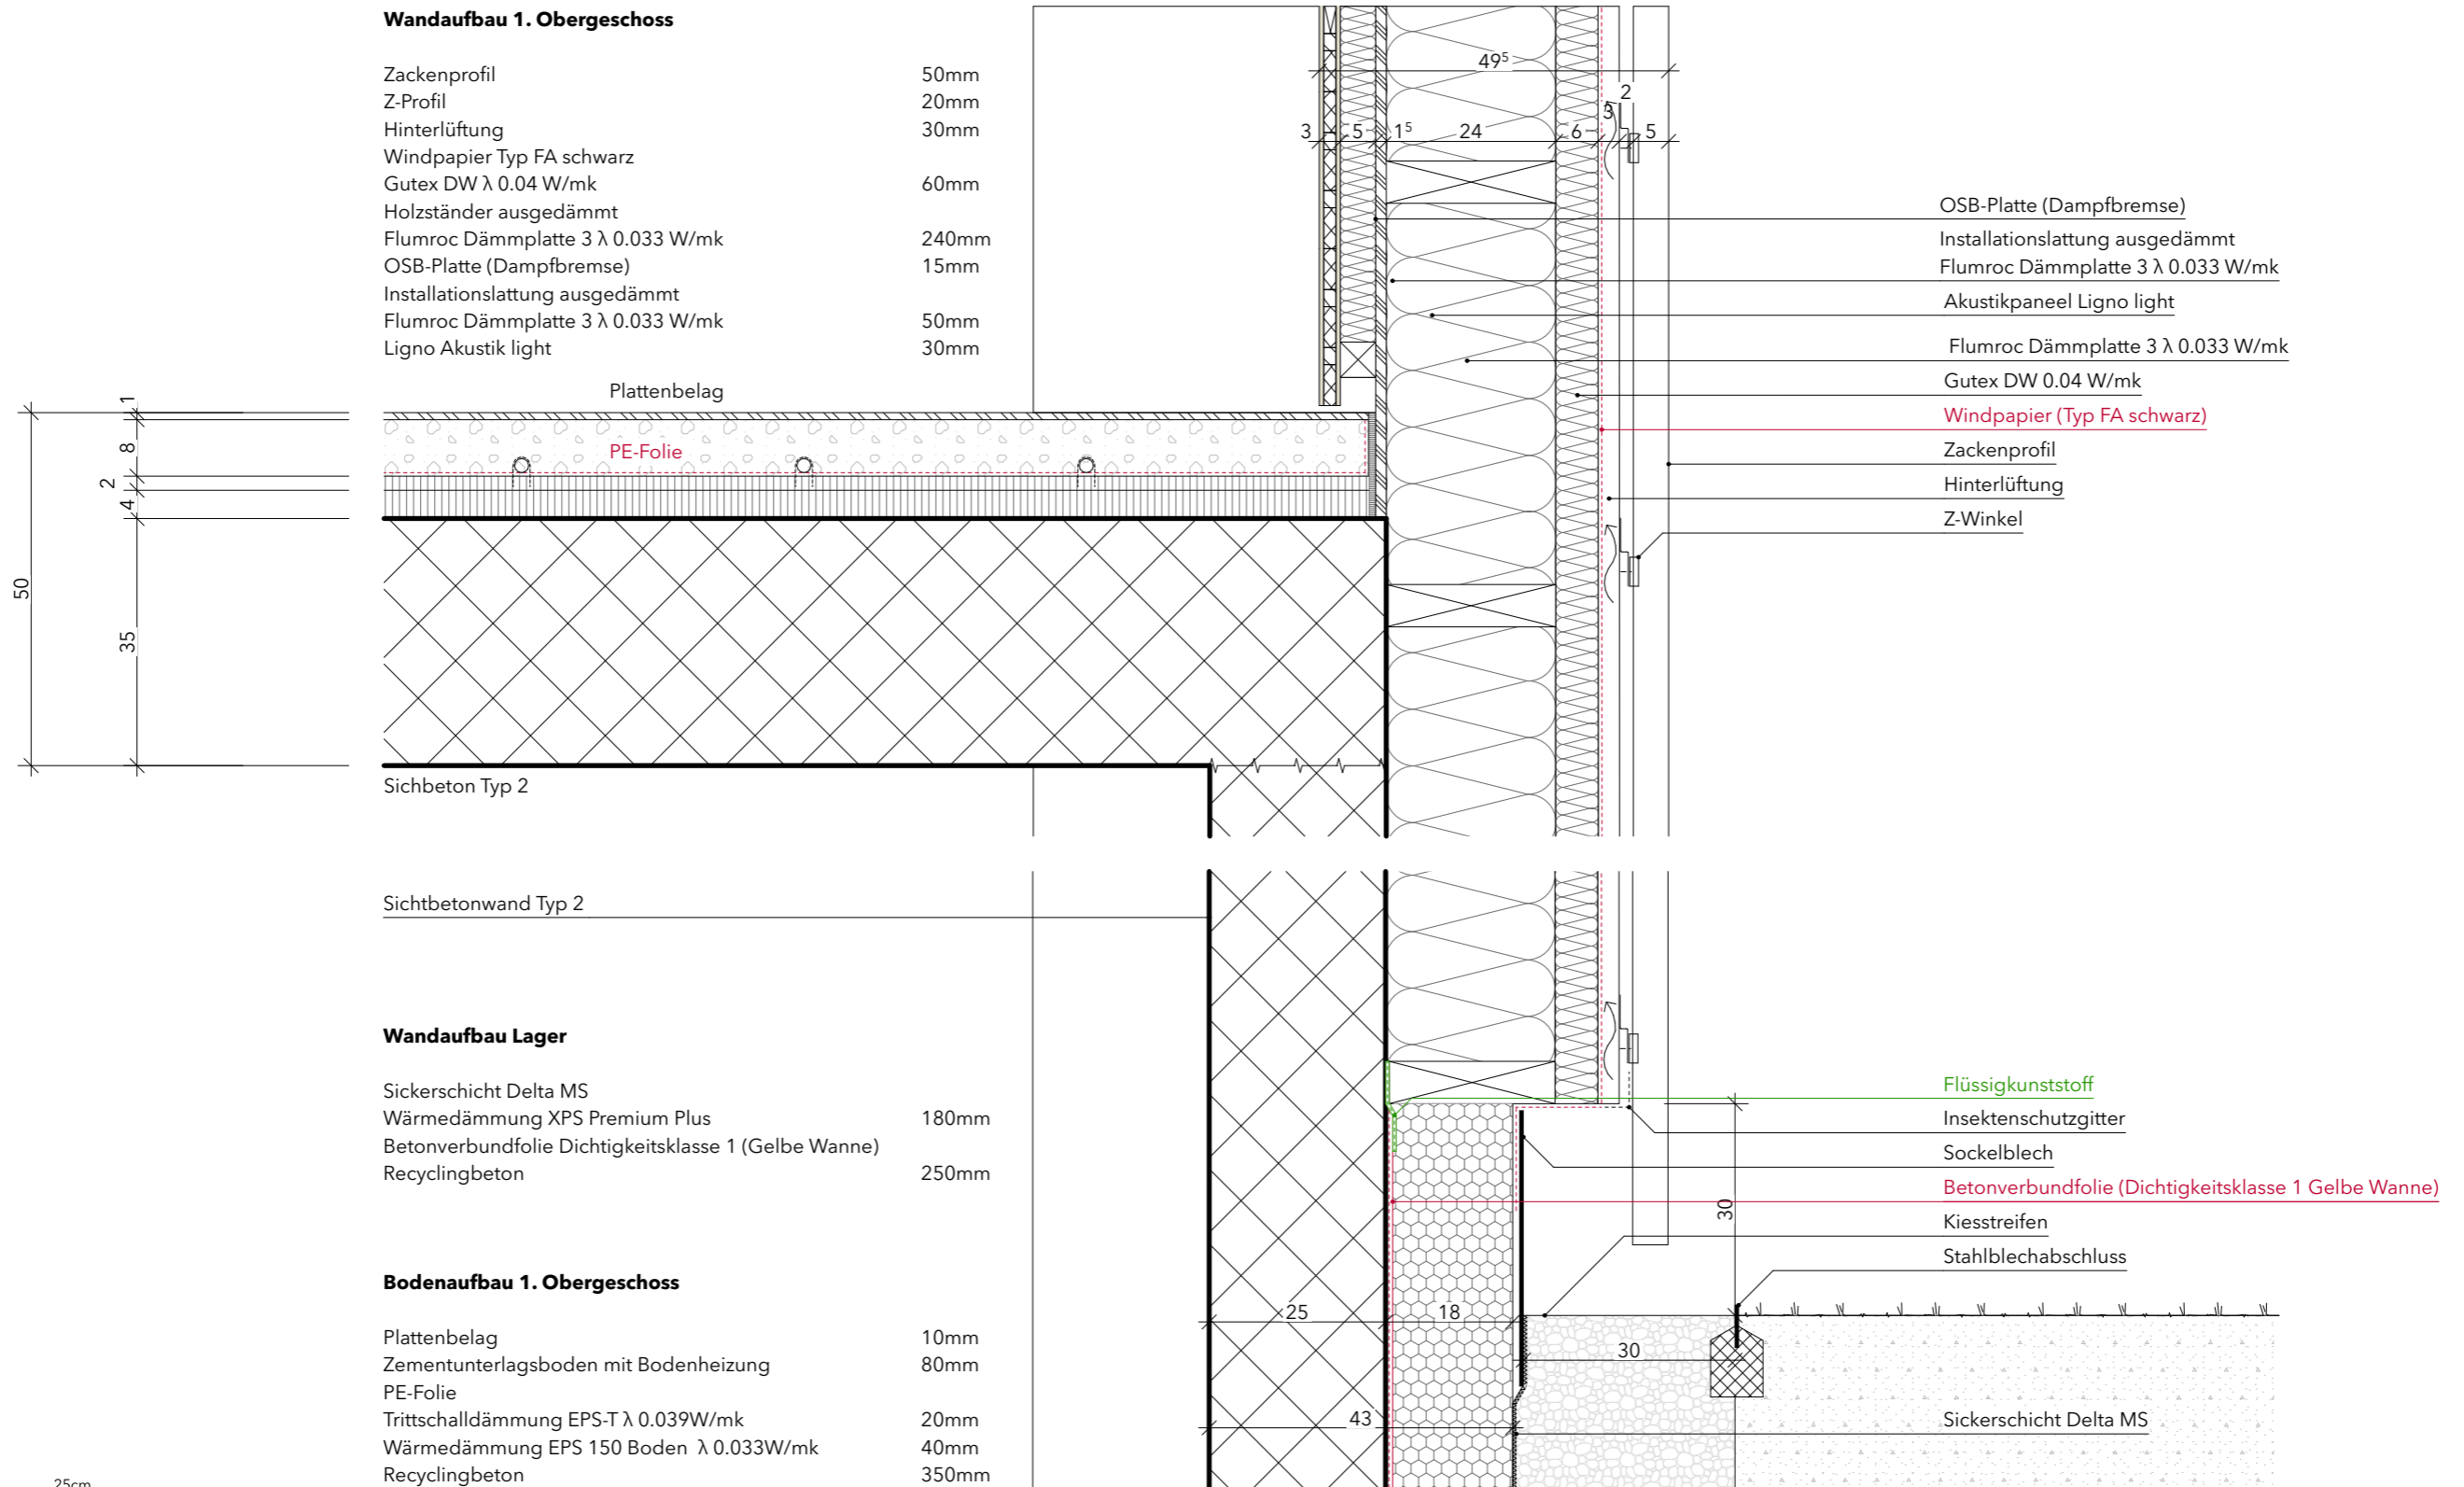 Wandaufbau 1. Obergeschoss
Zackenprofil 50mm
Z-Profil 20mm
Hinterlüftung 30mm
Windpapier Typ FA schwarz
Gutex DW λ 0.04 W/mk 60mm
Holzständer ausgedämmt
Flumroc Dämmplatte 3 λ 0.033 W/mk 240mm
OSB-Platte (Dampfbremse) 15mm
Installationslattung ausgedämmt
Flumroc Dämmplatte 3 λ 0.033 W/mk 50mm
Ligno Akustik light 30mm
49⁵
2
3
3 5 1⁵ 24 6 5
OSB-Platte (Dampfbremse)
Installationslattung ausgedämmt
Flumroc Dämmplatte 3 λ 0.033 W/mk
Akustikpaneel Ligno light
Flumroc Dämmplatte 3 λ 0.033 W/mk
Gutex DW 0.04 W/mk
Windpapier (Typ FA schwarz)
Zackenprofil
Hinterlüftung
Z-Winkel
Plattenbelag
PE-Folie
1
8
2
4
50
35
Sichbeton Typ 2
Sichtbetonwand Typ 2
Wandaufbau Lager
Sickerschicht Delta MS
Wärmedämmung XPS Premium Plus 180mm
Betonverbundfolie Dichtigkeitsklasse 1 (Gelbe Wanne)
Recyclingbeton 250mm
Bodenaufbau 1. Obergeschoss
Plattenbelag 10mm
Zementunterlagsboden mit Bodenheizung 80mm
PE-Folie
Trittschalldämmung EPS-T λ 0.039W/mk 20mm
Wärmedämmung EPS 150 Boden λ 0.033W/mk 40mm
Recyclingbeton 350mm
Flüssigkunststoff
Insektenschutzgitter
Sockelblech
Betonverbundfolie (Dichtigkeitsklasse 1 Gelbe Wanne)
Kiesstreifen
Stahlblechabschluss
30
25 18
30
43
Sickerschicht Delta MS
25cm